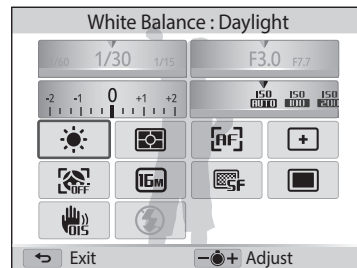 White Balance : Daylight
1/60 1/30 1/15 F3.0 F7.7
-2 -1 0 +1 +2 ISO AUTO ISO 100 ISO 200
AF +
OFF 16M SF
OIS
Exit − + Adjust